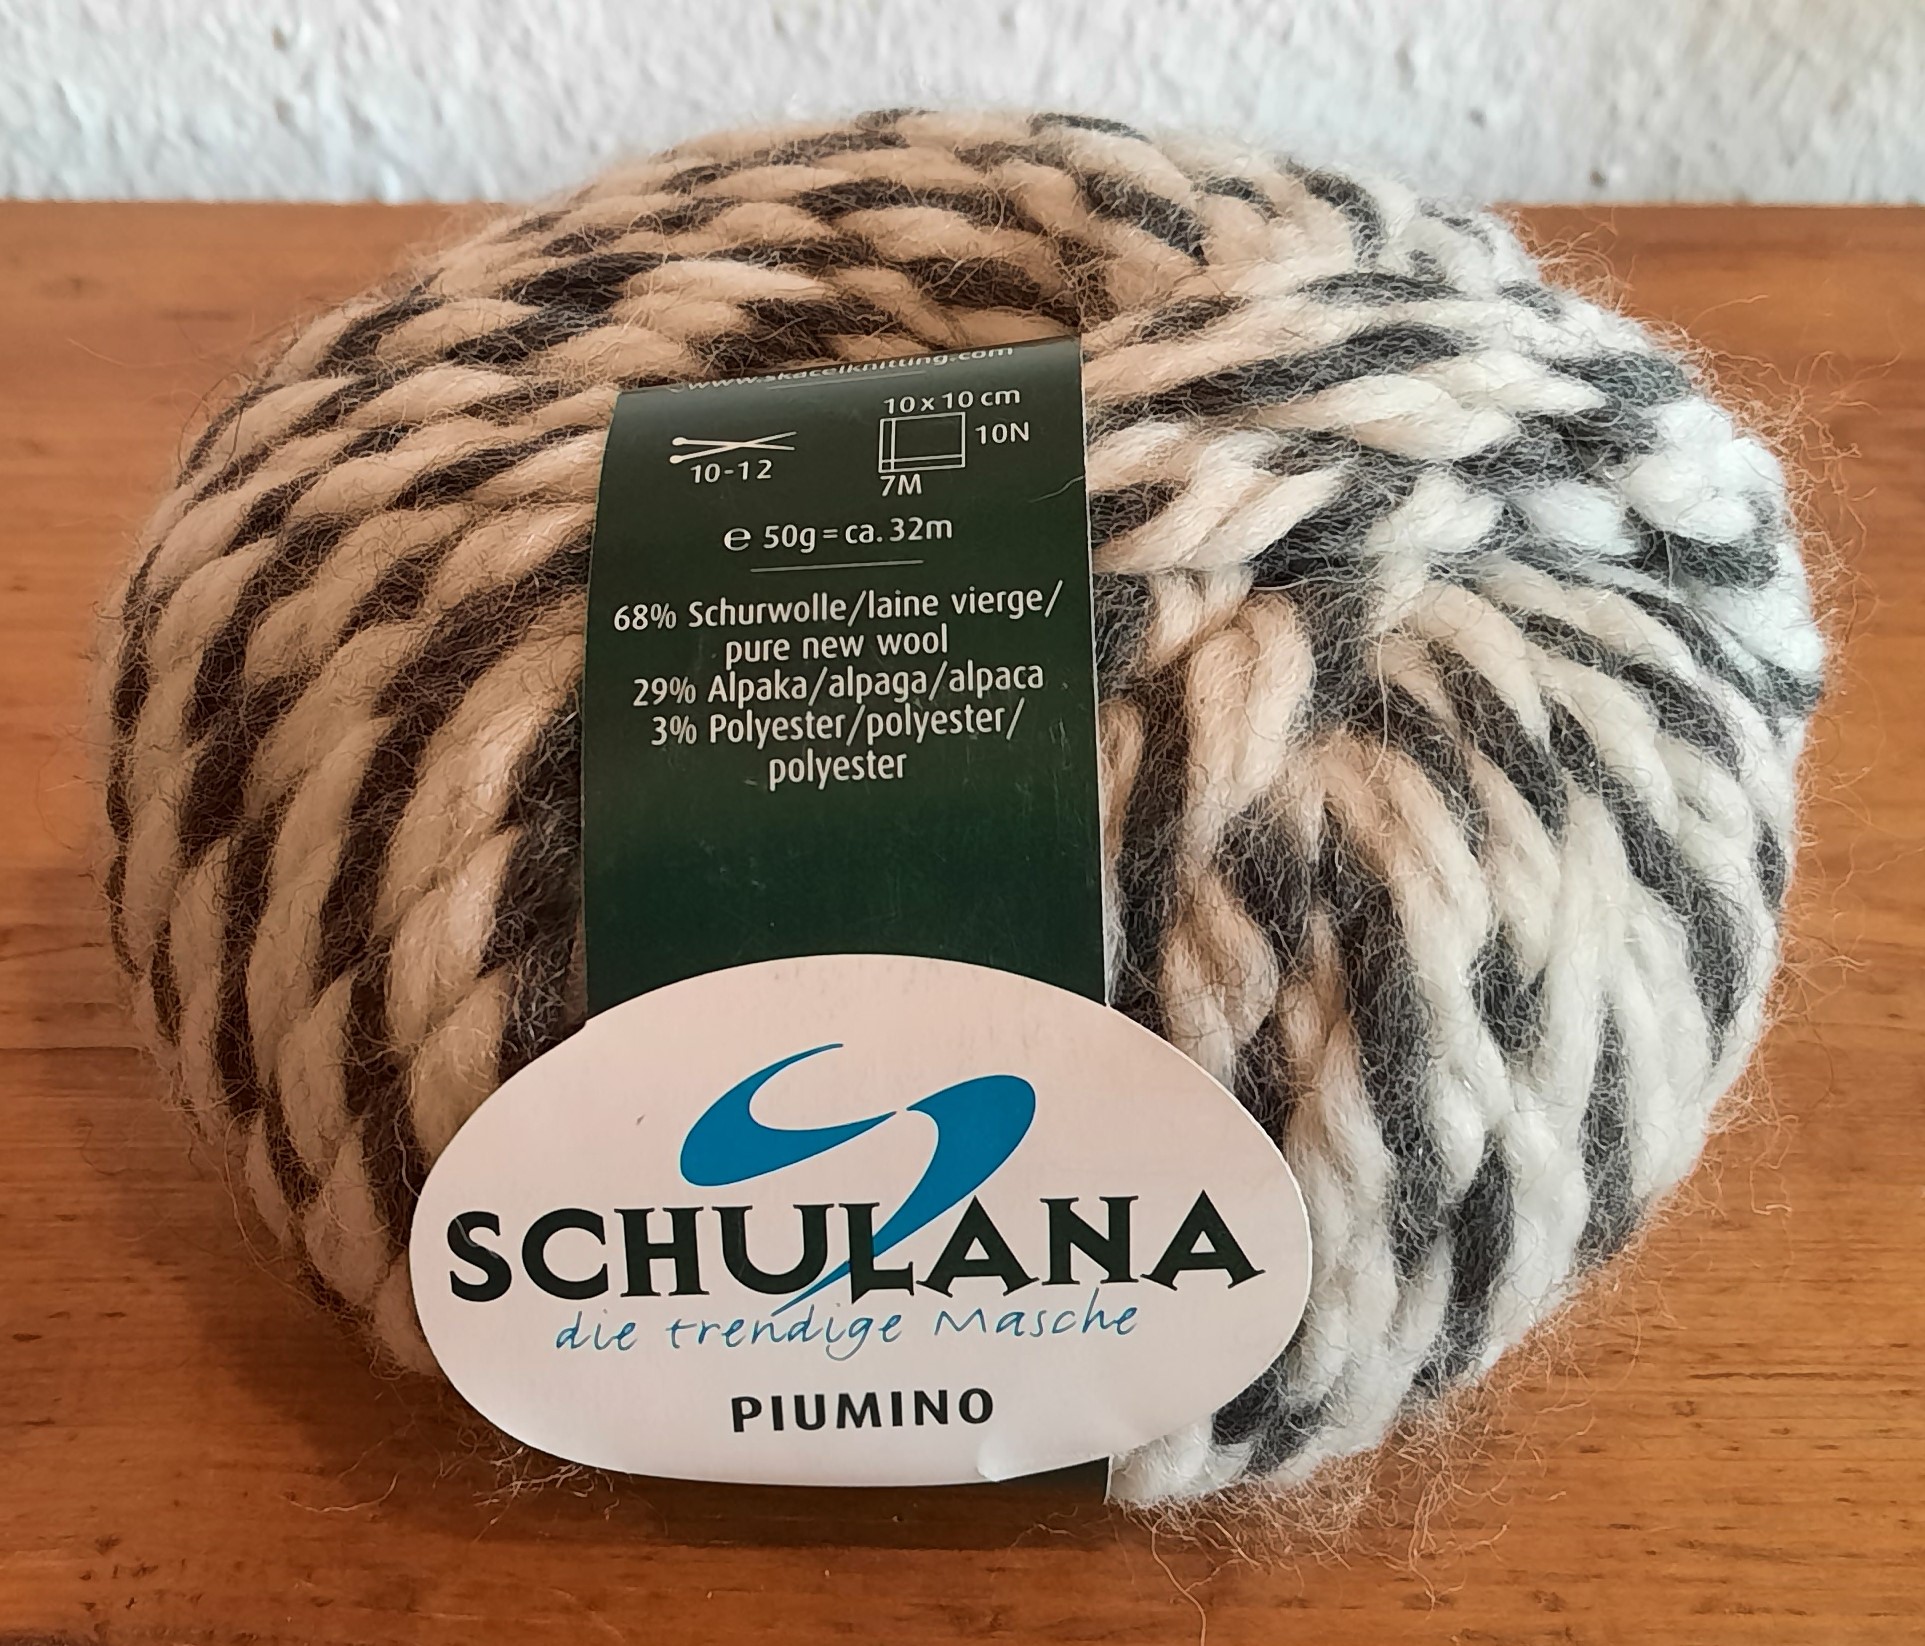 www.skacelknitting.com
10 x 10 cm
10N
10-12
7M
℮ 50g = ca. 32m
68% Schurwolle/laine vierge/
pure new wool
29% Alpaka/alpaga/alpaca
3% Polyester/polyester/
polyester
SCHULANA
die trendige Masche
PIUMINO